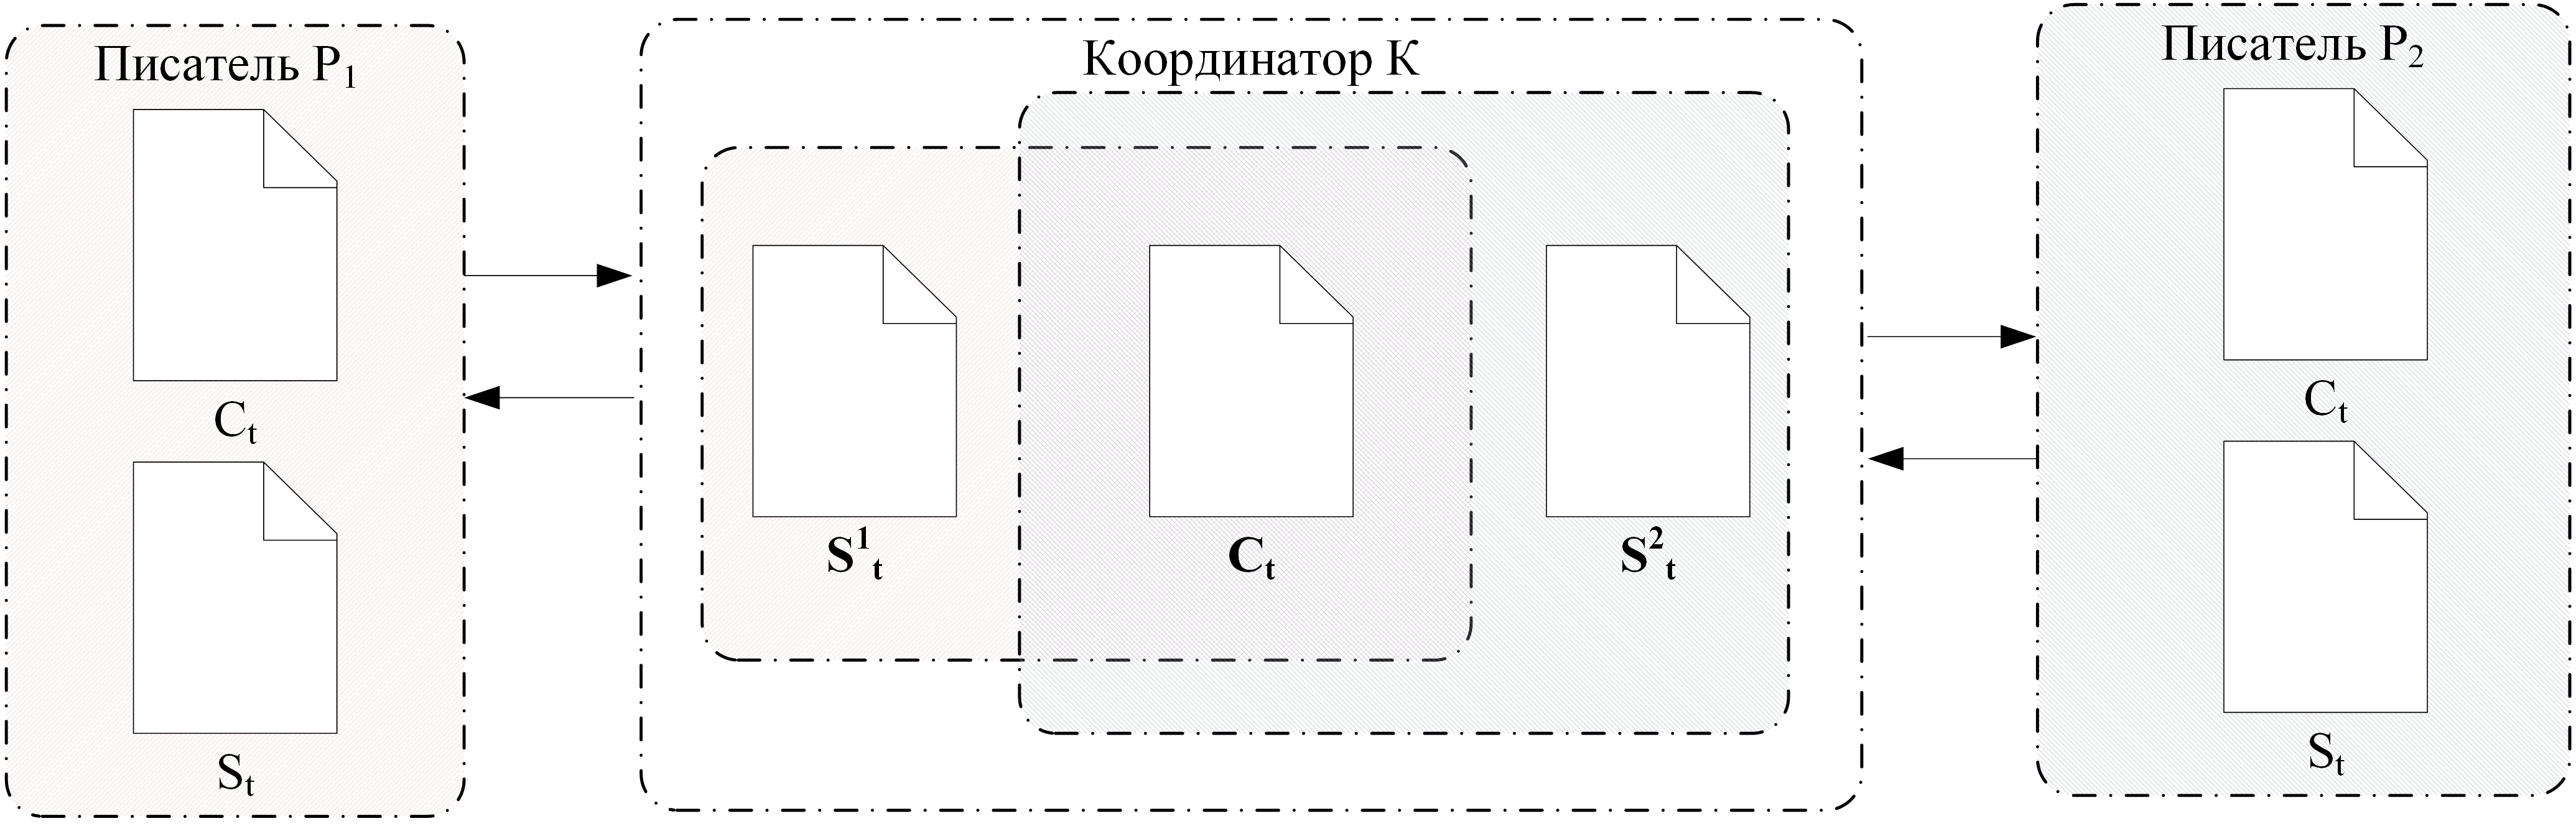 Писатель P₁
Cₜ
Sₜ
Координатор К
S¹ₜ
Cₜ
S²ₜ
Писатель P₂
Cₜ
Sₜ